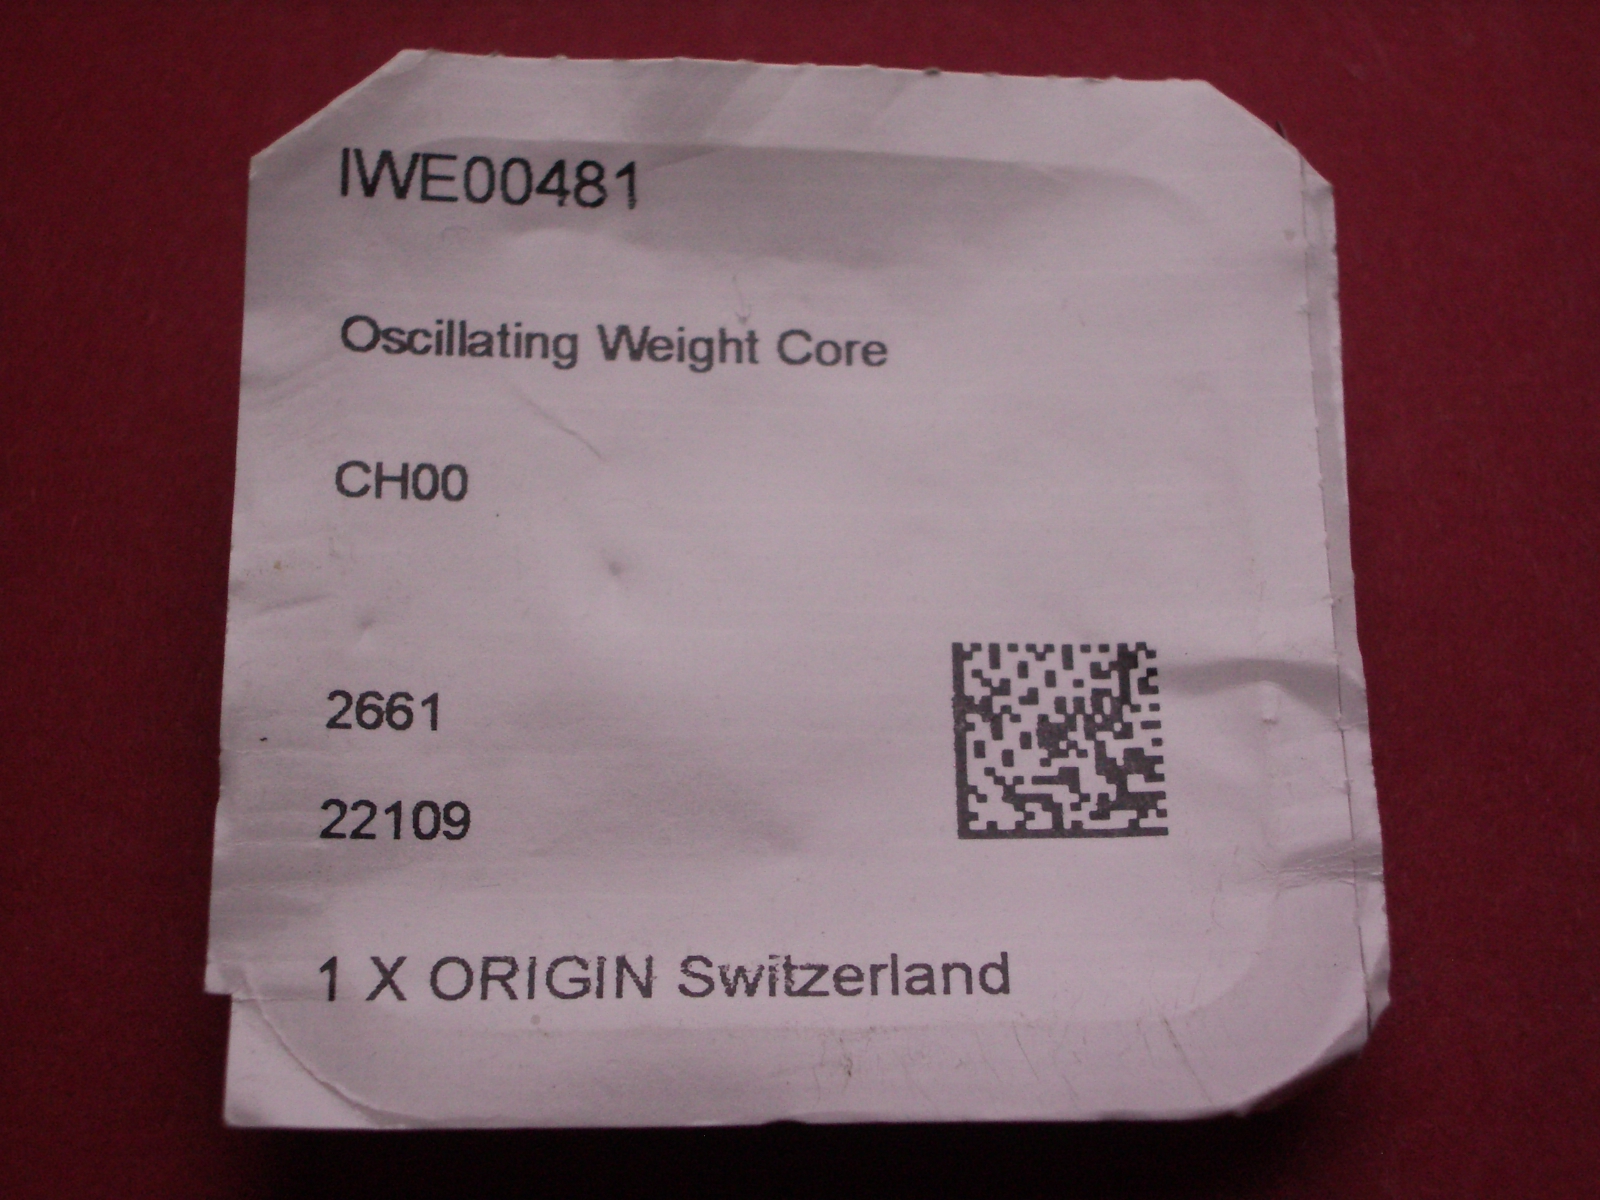 IWE00481
Oscillating Weight Core
CH00
2661
22109
1 X ORIGIN Switzerland